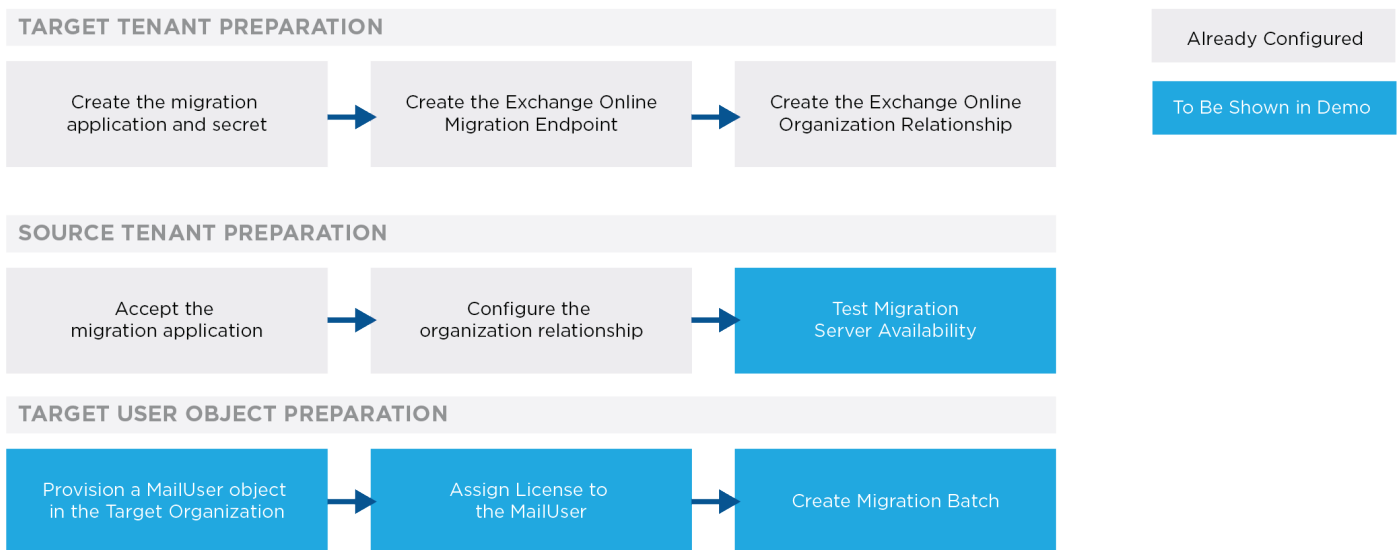 TARGET TENANT PREPARATION
Create the migration
application and secret
Create the Exchange Online
Migration Endpoint
Create the Exchange Online
Organization Relationship
SOURCE TENANT PREPARATION
Accept the
migration application
Configure the
organization relationship
Test Migration
Server Availability
TARGET USER OBJECT PREPARATION
Provision a MailUser object
in the Target Organization
Assign License to
the MailUser
Create Migration Batch
Already Configured
To Be Shown in Demo